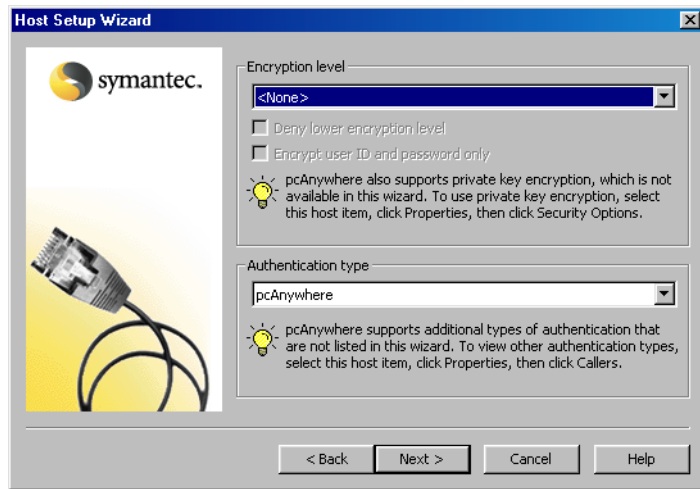 Host Setup Wizard
symantec.
Encryption level
<None>
Deny lower encryption level
Encrypt user ID and password only
pcAnywhere also supports private key encryption, which is not
available in this wizard. To use private key encryption, select
this host item, click Properties, then click Security Options.
Authentication type
pcAnywhere
pcAnywhere supports additional types of authentication that
are not listed in this wizard. To view other authentication types,
select this host item, click Properties, then click Callers.
< Back
Next >
Cancel
Help